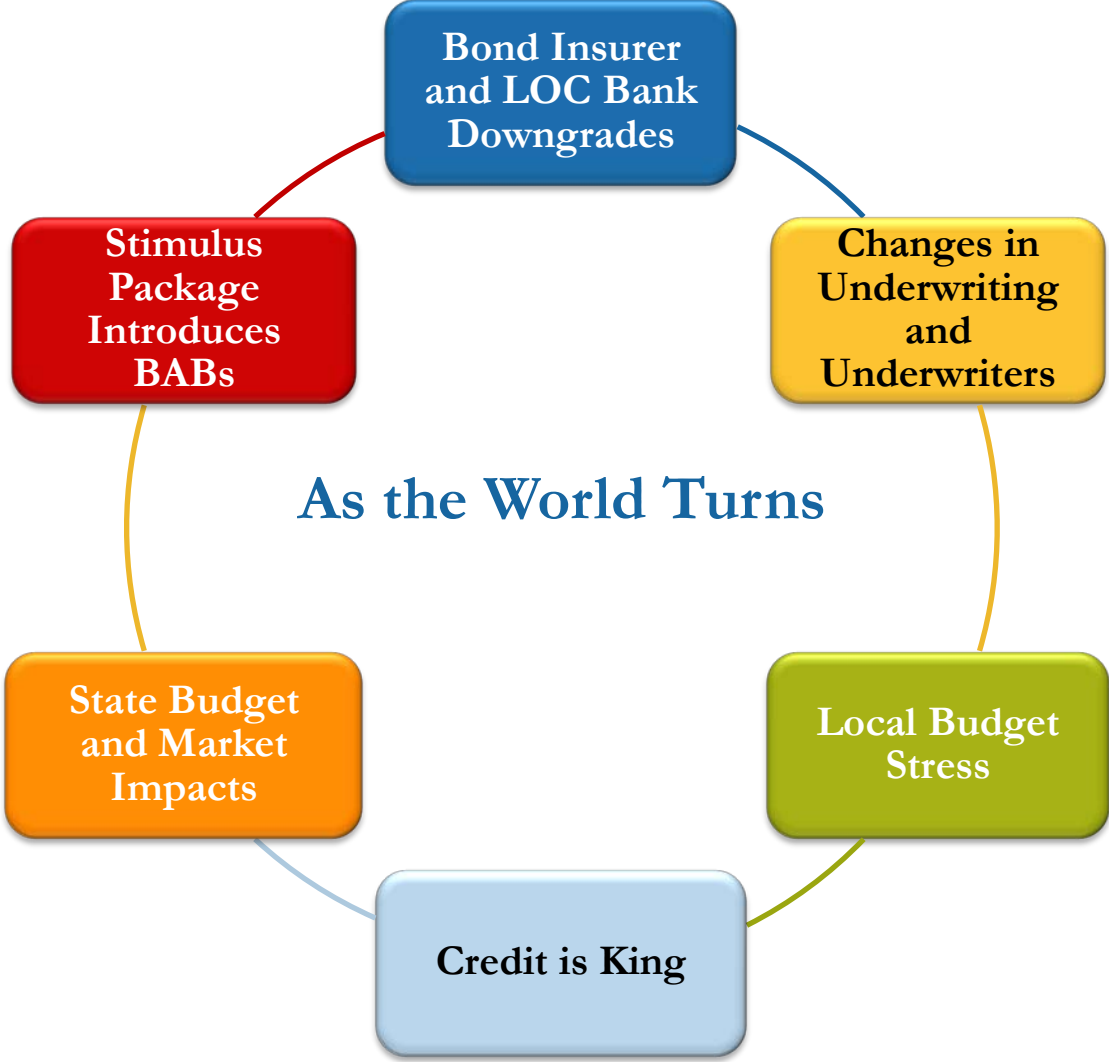 Bond Insurer
and LOC Bank
Downgrades
Stimulus
Package
Introduces
BABs
Changes in
Underwriting
and
Underwriters
As the World Turns
State Budget
and Market
Impacts
Local Budget
Stress
Credit is King